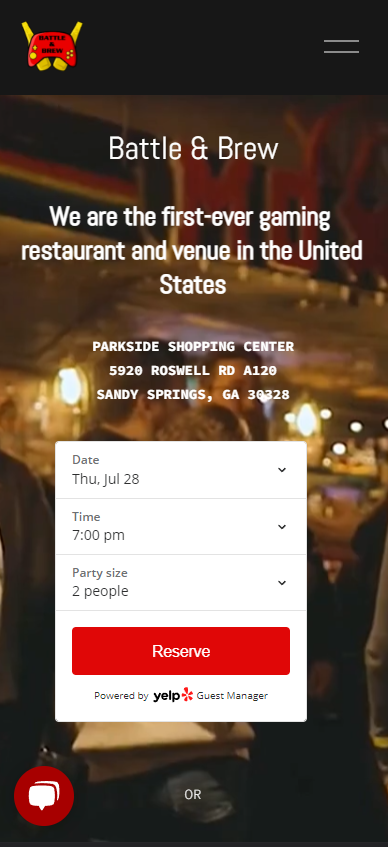 BATTLE
&
BREW
Battle & Brew
We are the first-ever gaming
restaurant and venue in the United
States
PARKSIDE SHOPPING CENTER
5920 ROSWELL RD A120
SANDY SPRINGS, GA 30328
Date
Thu, Jul 28
Time
7:00 pm
Party size
2 people
Reserve
Powered by yelp Guest Manager
OR